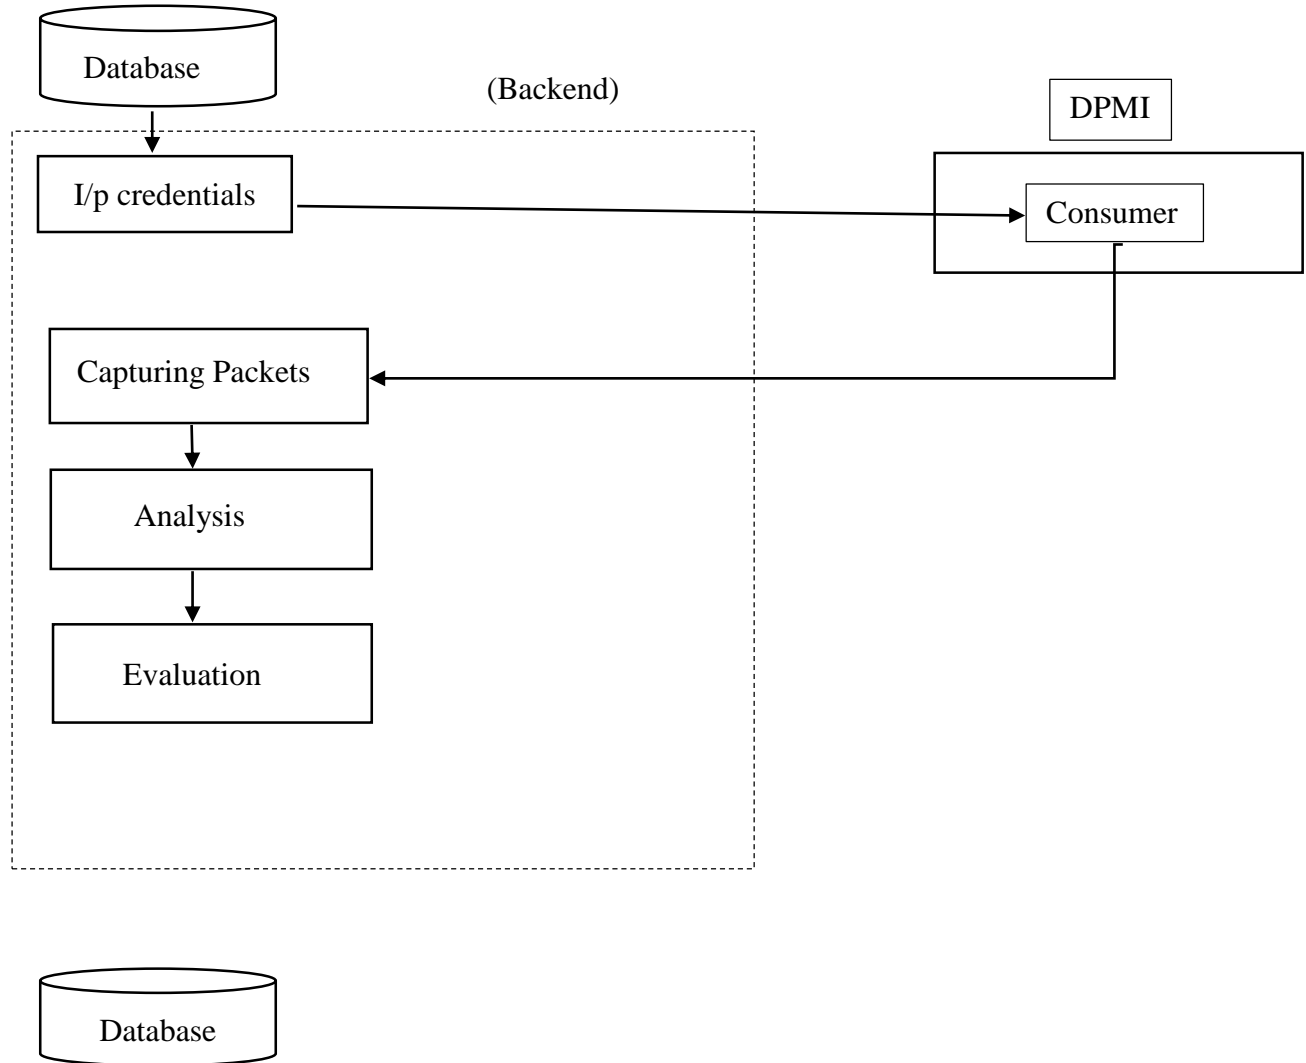 Database
(Backend)
DPMI
I/p credentials
Consumer
Capturing Packets
Analysis
Evaluation
Database